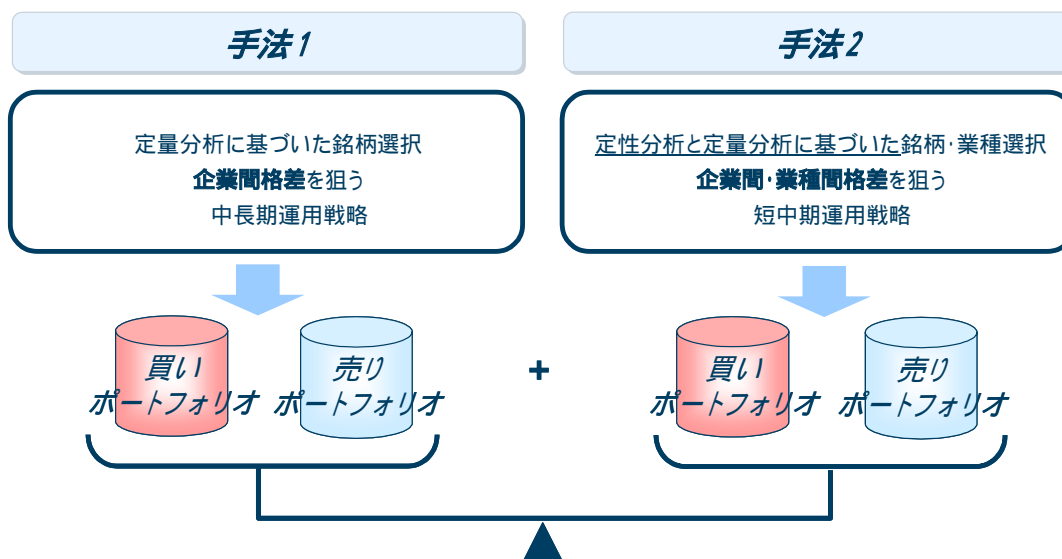 手法1
定量分析に基づいた銘柄選択
企業間格差を狙う
中長期運用戦略
買い
ポートフォリオ
売り
ポートフォリオ
+
手法2
定性分析と定量分析に基づいた銘柄・業種選択
企業間・業種間格差を狙う
短中期運用戦略
買い
ポートフォリオ
売り
ポートフォリオ